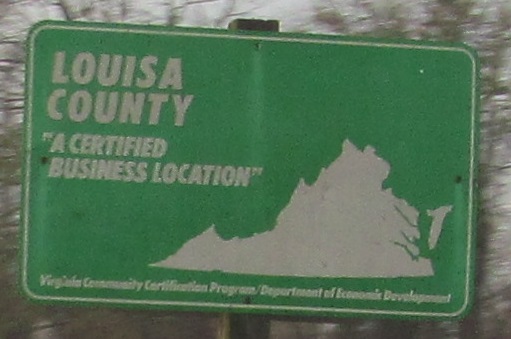 LOUISA
COUNTY
"A CERTIFIED
BUSINESS LOCATION"
Virginia Community Certification Program/Department of Economic Development